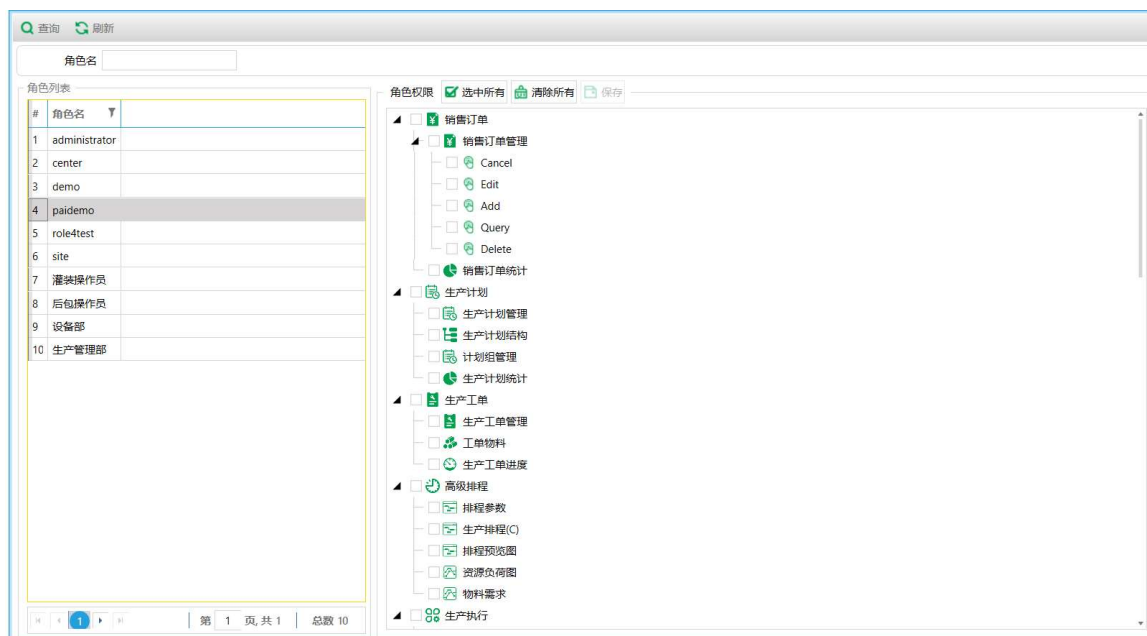 查询 刷新
角色名
角色列表
# 角色名
1 administrator
2 center
3 demo
4 paidemo
5 role4test
6 site
7 灌装操作员
8 后包操作员
9 设备部
10 生产管理部
1 第 1 页,共 1 总数 10
角色权限 选中所有 清除所有 保存
销售订单
销售订单管理
Cancel
Edit
Add
Query
Delete
销售订单统计
生产计划
生产计划管理
生产计划结构
计划组管理
生产计划统计
生产工单
生产工单管理
工单物料
生产工单进度
高级排程
排程参数
生产排程(C)
排程预览图
资源负荷图
物料需求
生产执行